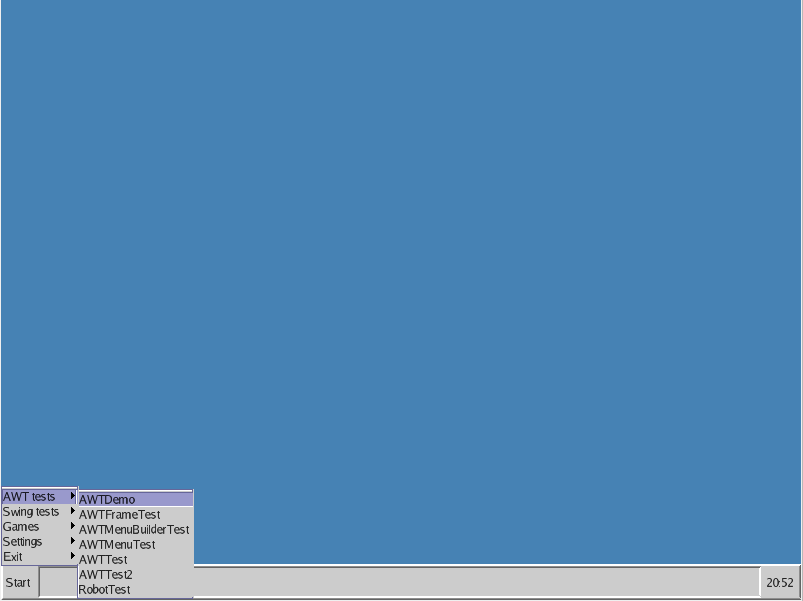 AWT tests
Swing tests
Games
Settings
Exit
AWTDemo
AWTFrameTest
AWTMenuBuilderTest
AWTMenuTest
AWTTest
AWTTest2
RobotTest
Start
20:52